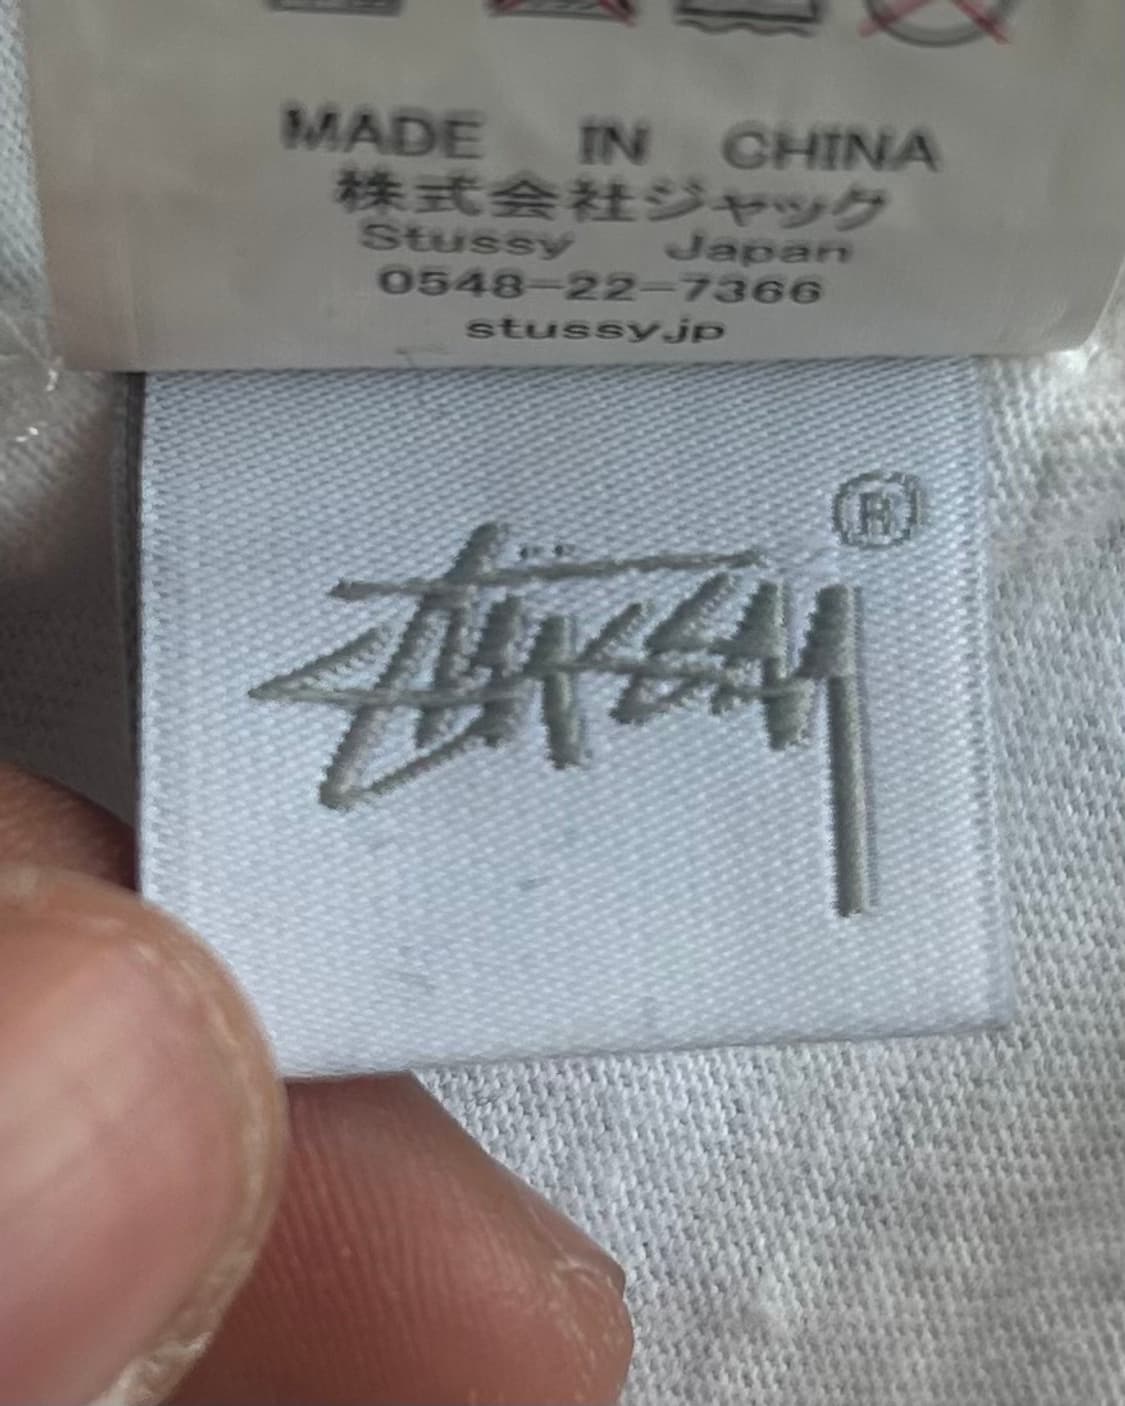 MADE IN CHINA
株式会社ジャック
Stussy Japan
0548-22-7366
stussy.jp
Stüssy ®